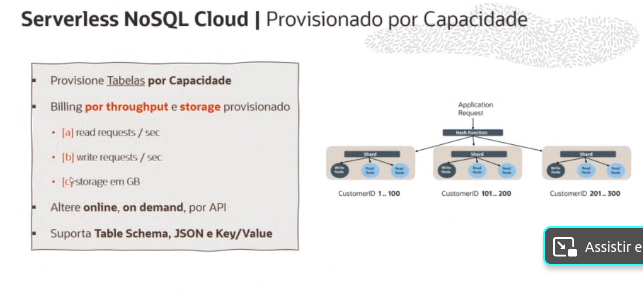 Serverless NoSQL Cloud | Provisionado por Capacidade
Provisione Tabelas por Capacidade
Billing por throughput e storage provisionado
[a] read requests / sec
[b] write requests / sec
[c] storage em GB
Altere online, on demand, por API
Suporta Table Schema, JSON e Key/Value
Application
Request
Hash Function
Shard
Write Node
Read Node
Read Node
CustomerID 1 .. 100
Shard
Write Node
Read Node
Read Node
CustomerID 101 .. 200
Shard
Write Node
Read Node
Read Node
CustomerID 201 .. 300
Assistir e